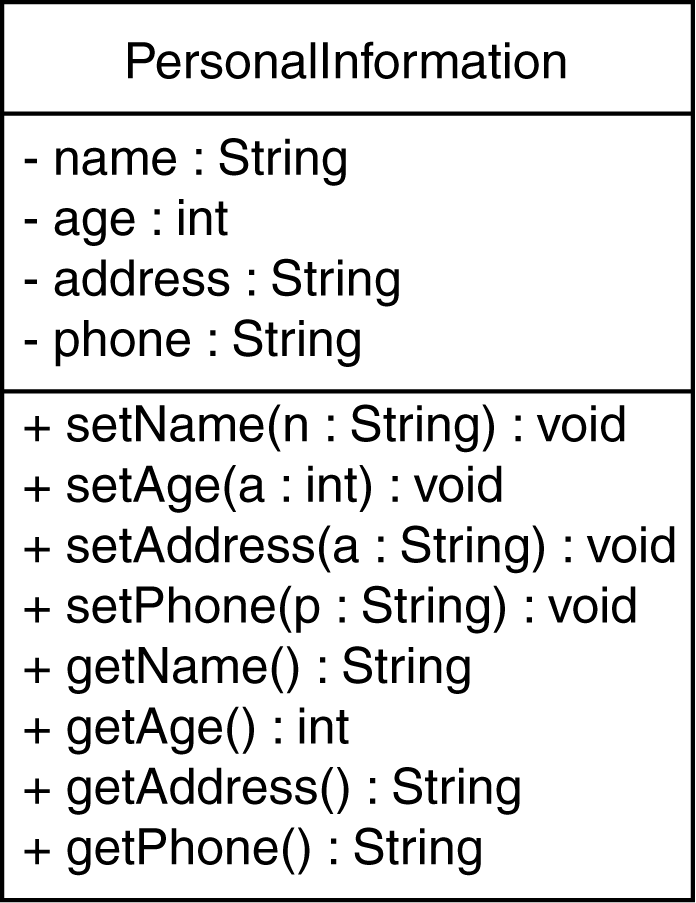 PersonalInformation
- name : String
- age : int
- address : String
- phone : String
+ setName(n : String) : void
+ setAge(a : int) : void
+ setAddress(a : String) : void
+ setPhone(p : String) : void
+ getName() : String
+ getAge() : int
+ getAddress() : String
+ getPhone() : String